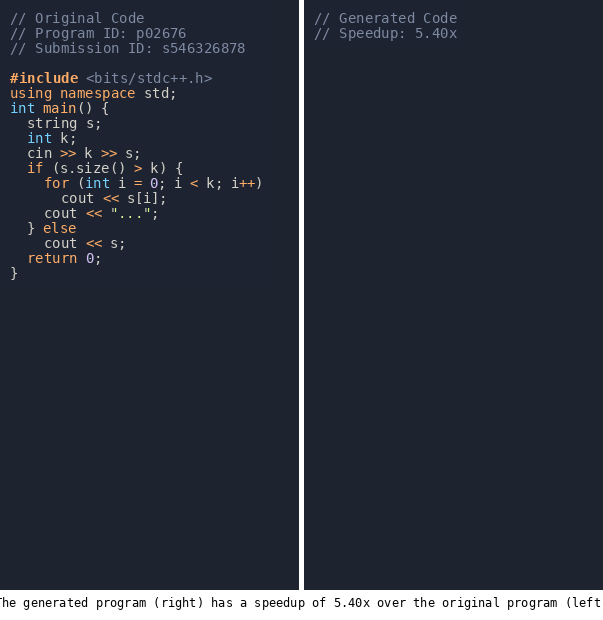 // Original Code
// Program ID: p02676
// Submission ID: s546326878
#include <bits/stdc++.h>
using namespace std;
int main() {
  string s;
  int k;
  cin >> k >> s;
  if (s.size() > k) {
    for (int i = 0; i < k; i++)
      cout << s[i];
    cout << "...";
  } else
    cout << s;
  return 0;
}
// Generated Code
// Speedup: 5.40x
The generated program (right) has a speedup of 5.40x over the original program (left